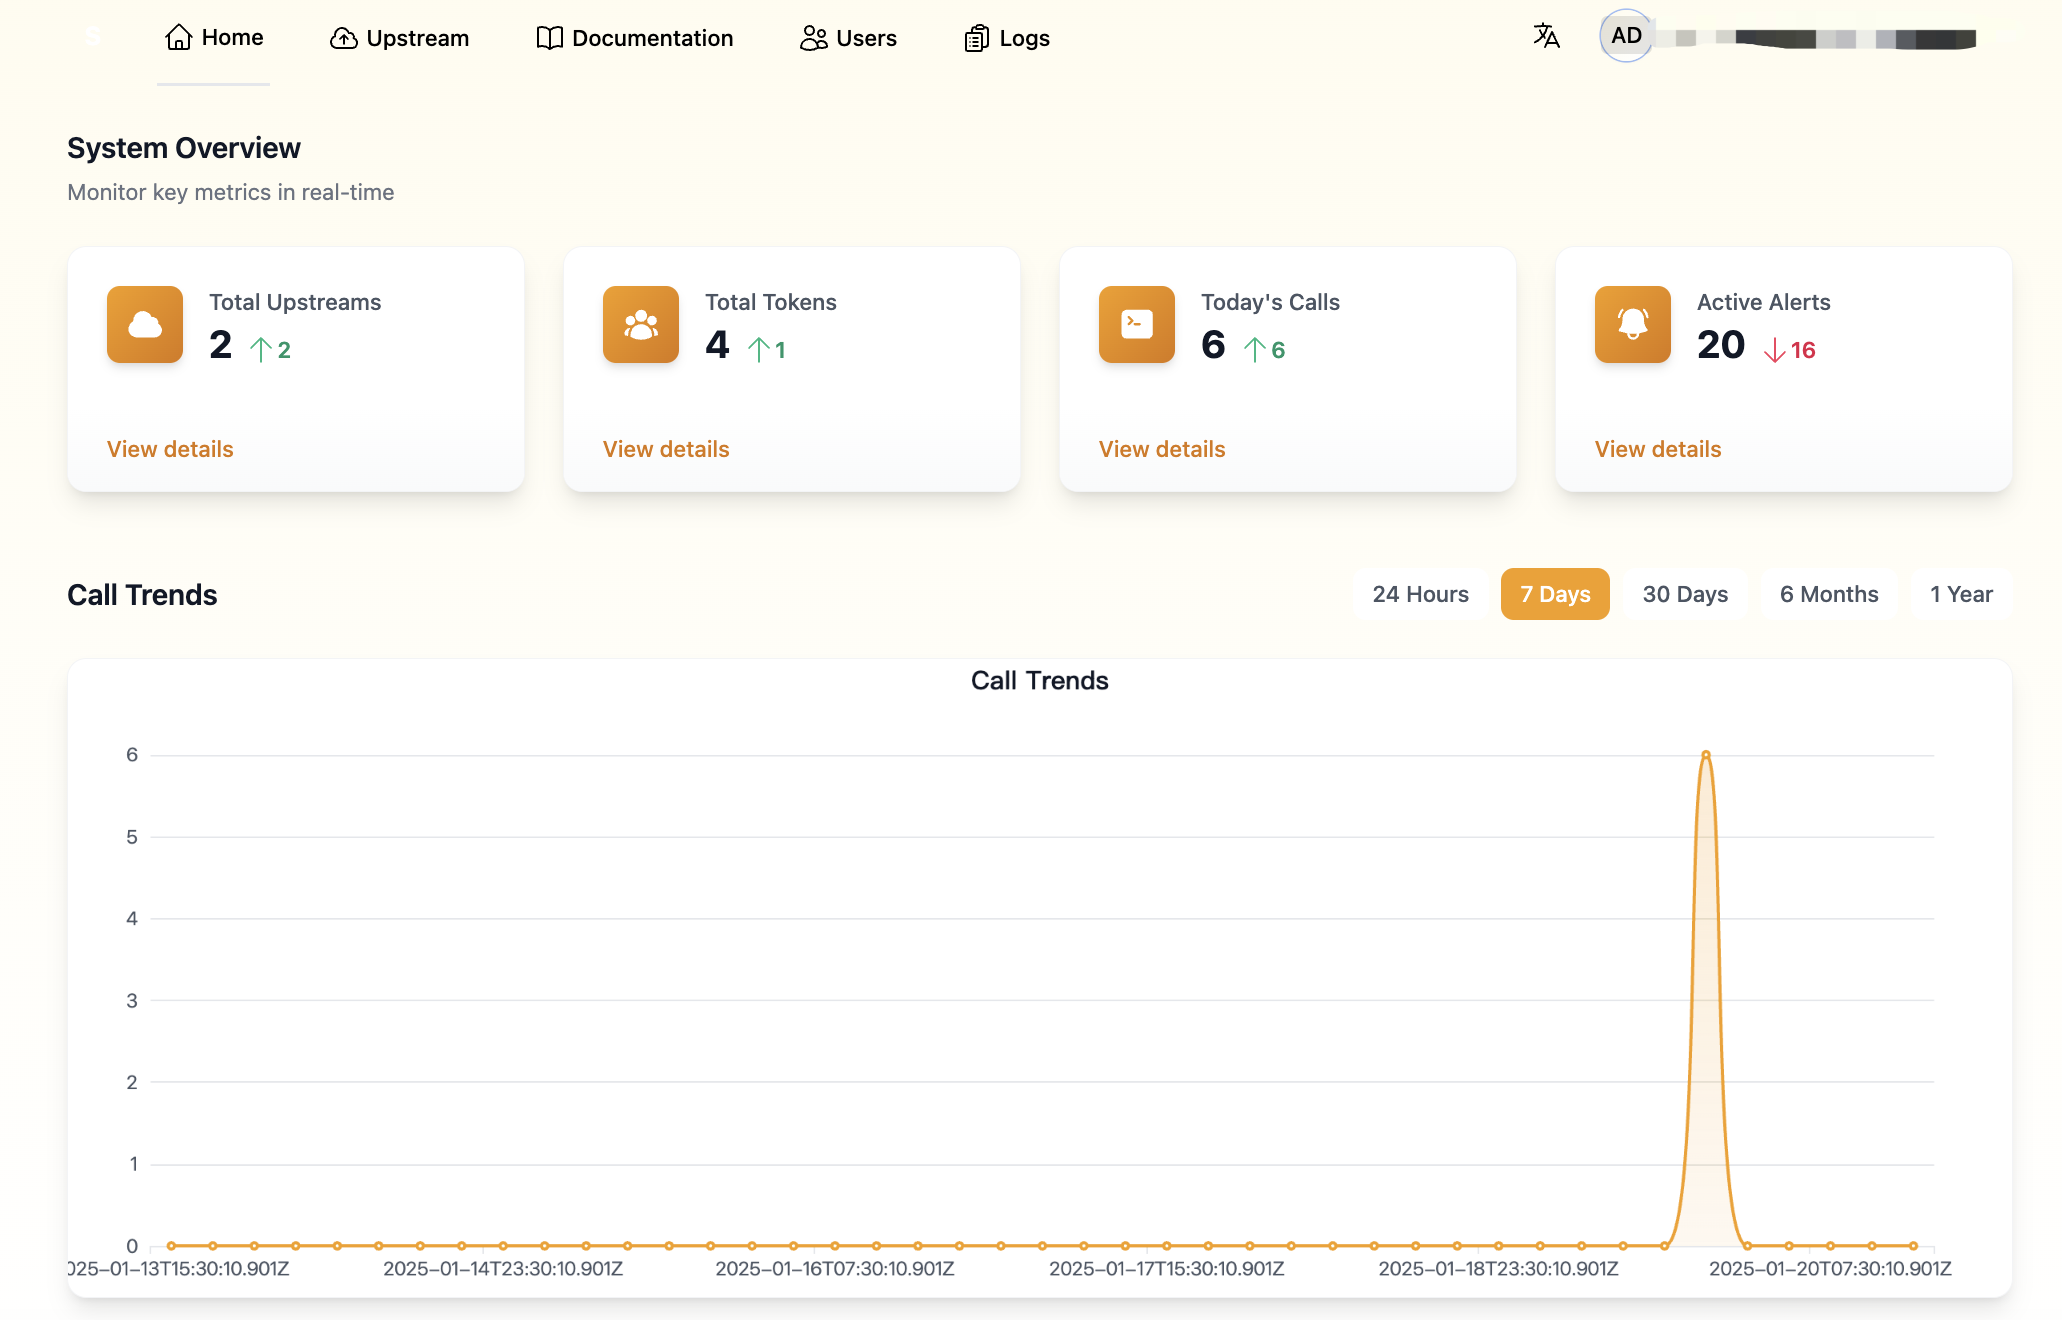 Home Upstream Documentation Users Logs AD
System Overview
Monitor key metrics in real-time
Total Upstreams
2 2
View details
Total Tokens
4 1
View details
Today's Calls
6 6
View details
Active Alerts
20 16
View details
Call Trends
24 Hours 7 Days 30 Days 6 Months 1 Year
Call Trends
6
5
4
3
2
1
0
025-01-13T15:30:10.901Z 2025-01-14T23:30:10.901Z 2025-01-16T07:30:10.901Z 2025-01-17T15:30:10.901Z 2025-01-18T23:30:10.901Z 2025-01-20T07:30:10.901Z